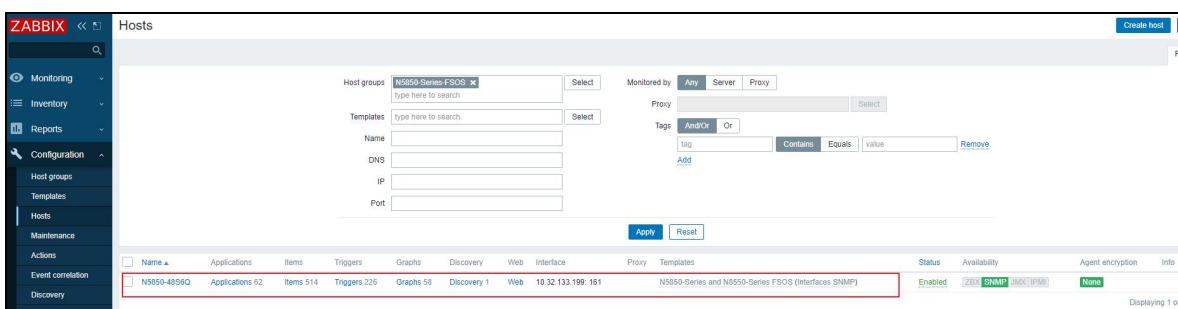 ZABBIX Hosts Create host
Monitoring
Inventory
Reports
Configuration
Host groups
Templates
Hosts
Maintenance
Actions
Event correlation
Discovery
Host groups N5850-Series-FSOS Select Monitored by Any Server Proxy
type here to search
Proxy Select
Templates type here to search Select
Tags And/Or Or
Name
tag Contains Equals value Remove
DNS
Add
IP
Port
Apply Reset
Name Applications Items Triggers Graphs Discovery Web Interface Proxy Templates Status Availability Agent encryption Info
N5850-48S6Q Applications 62 Items 514 Triggers 226 Graphs 58 Discovery 1 Web 10.32.133.199: 161 N5850-Series and N8550-Series FSOS (Interfaces SNMP) Enabled ZBX SNMP JMX IPMI None
Displaying 1 o